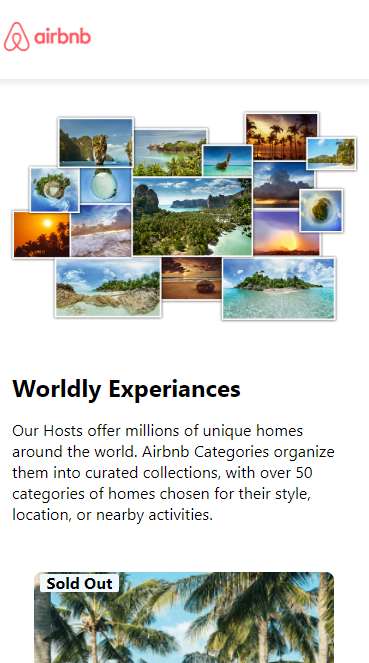 airbnb
Worldly Experiances
Our Hosts offer millions of unique homes
around the world. Airbnb Categories organize
them into curated collections, with over 50
categories of homes chosen for their style,
location, or nearby activities.
Sold Out